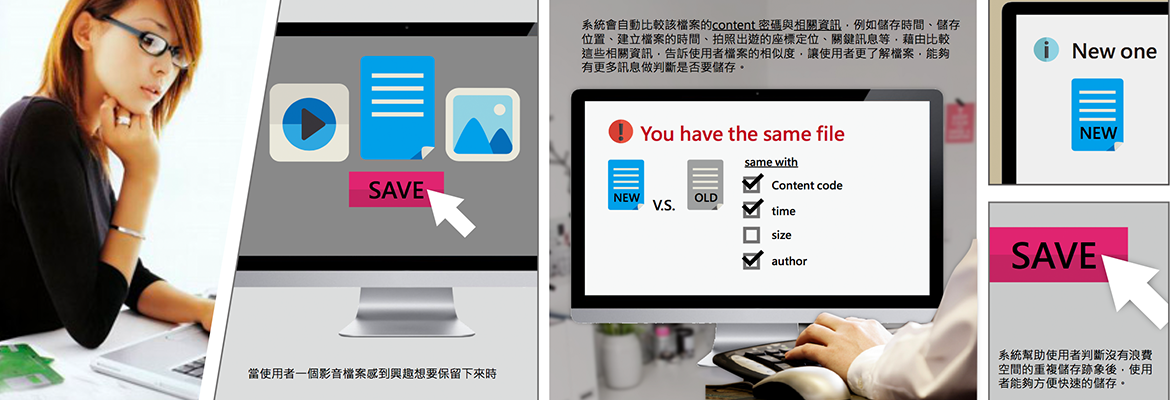 SAVE
當使用者一個影音檔案感到興趣想要保留下來時
系統會自動比較該檔案的content 密碼與相關資訊，例如儲存時間、儲存
位置、建立檔案的時間、拍照出遊的座標定位、關鍵訊息等，藉由比較
這些相關資訊，告訴使用者檔案的相似度，讓使用者更了解檔案，能夠
有更多訊息做判斷是否要儲存。
! You have the same file
NEW V.S. OLD
same with
Content code
time
size
author
i New one
NEW
SAVE
系統幫助使用者判斷沒有浪費
空間的重複儲存跡象後，使用
者能夠方便快速的儲存。